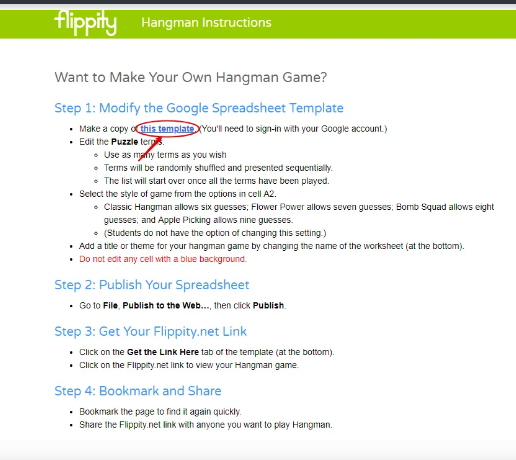 flippity Hangman Instructions
Want to Make Your Own Hangman Game?
Step 1: Modify the Google Spreadsheet Template
Make a copy of this template. (You'll need to sign-in with your Google account.)
Edit the Puzzle terms.
Use as many terms as you wish
Terms will be randomly shuffled and presented sequentially.
The list will start over once all the terms have been played.
Select the style of game from the options in cell A2.
Classic Hangman allows six guesses; Flower Power allows seven guesses; Bomb Squad allows eight
guesses; and Apple Picking allows nine guesses.
(Students do not have the option of changing this setting.)
Add a title or theme for your hangman game by changing the name of the worksheet (at the bottom).
Do not edit any cell with a blue background.
Step 2: Publish Your Spreadsheet
Go to File, Publish to the Web..., then click Publish.
Step 3: Get Your Flippity.net Link
Click on the Get the Link Here tab of the template (at the bottom).
Click on the Flippity.net link to view your Hangman game.
Step 4: Bookmark and Share
Bookmark the page to find it again quickly.
Share the Flippity.net link with anyone you want to play Hangman.